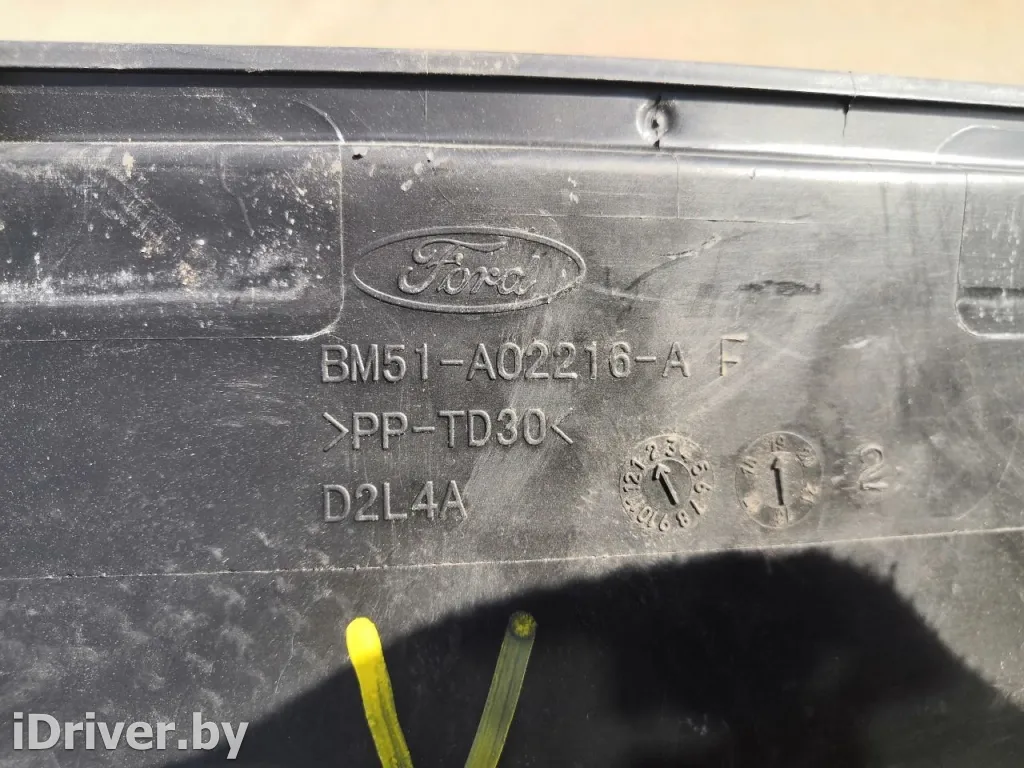 Ford
BM51-A02216-A F
>PP-TD30<
D2L4A
2
iDriver.by